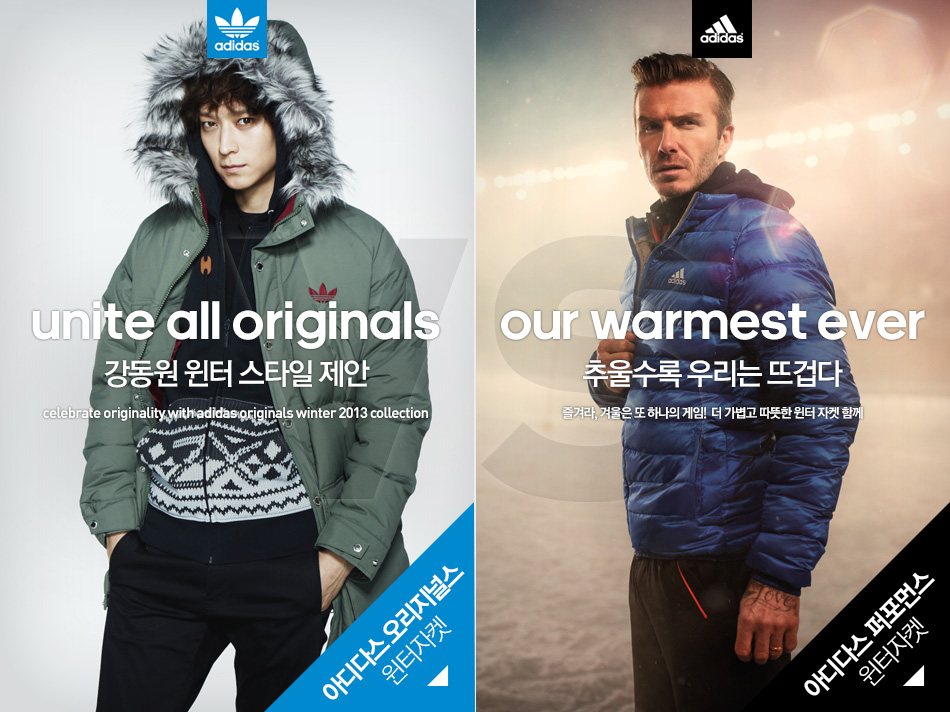 adidas
unite all originals
강동원 윈터 스타일 제안
celebrate originality with adidas originals winter 2013 collection
아디다스 오리지널스
윈터자켓
VS
adidas
adidas
our warmest ever
추울수록 우리는 뜨겁다
즐겨라, 겨울은 또 하나의 게임! 더 가볍고 따뜻한 윈터 자켓 함께
아디다스 퍼포먼스
윈터자켓